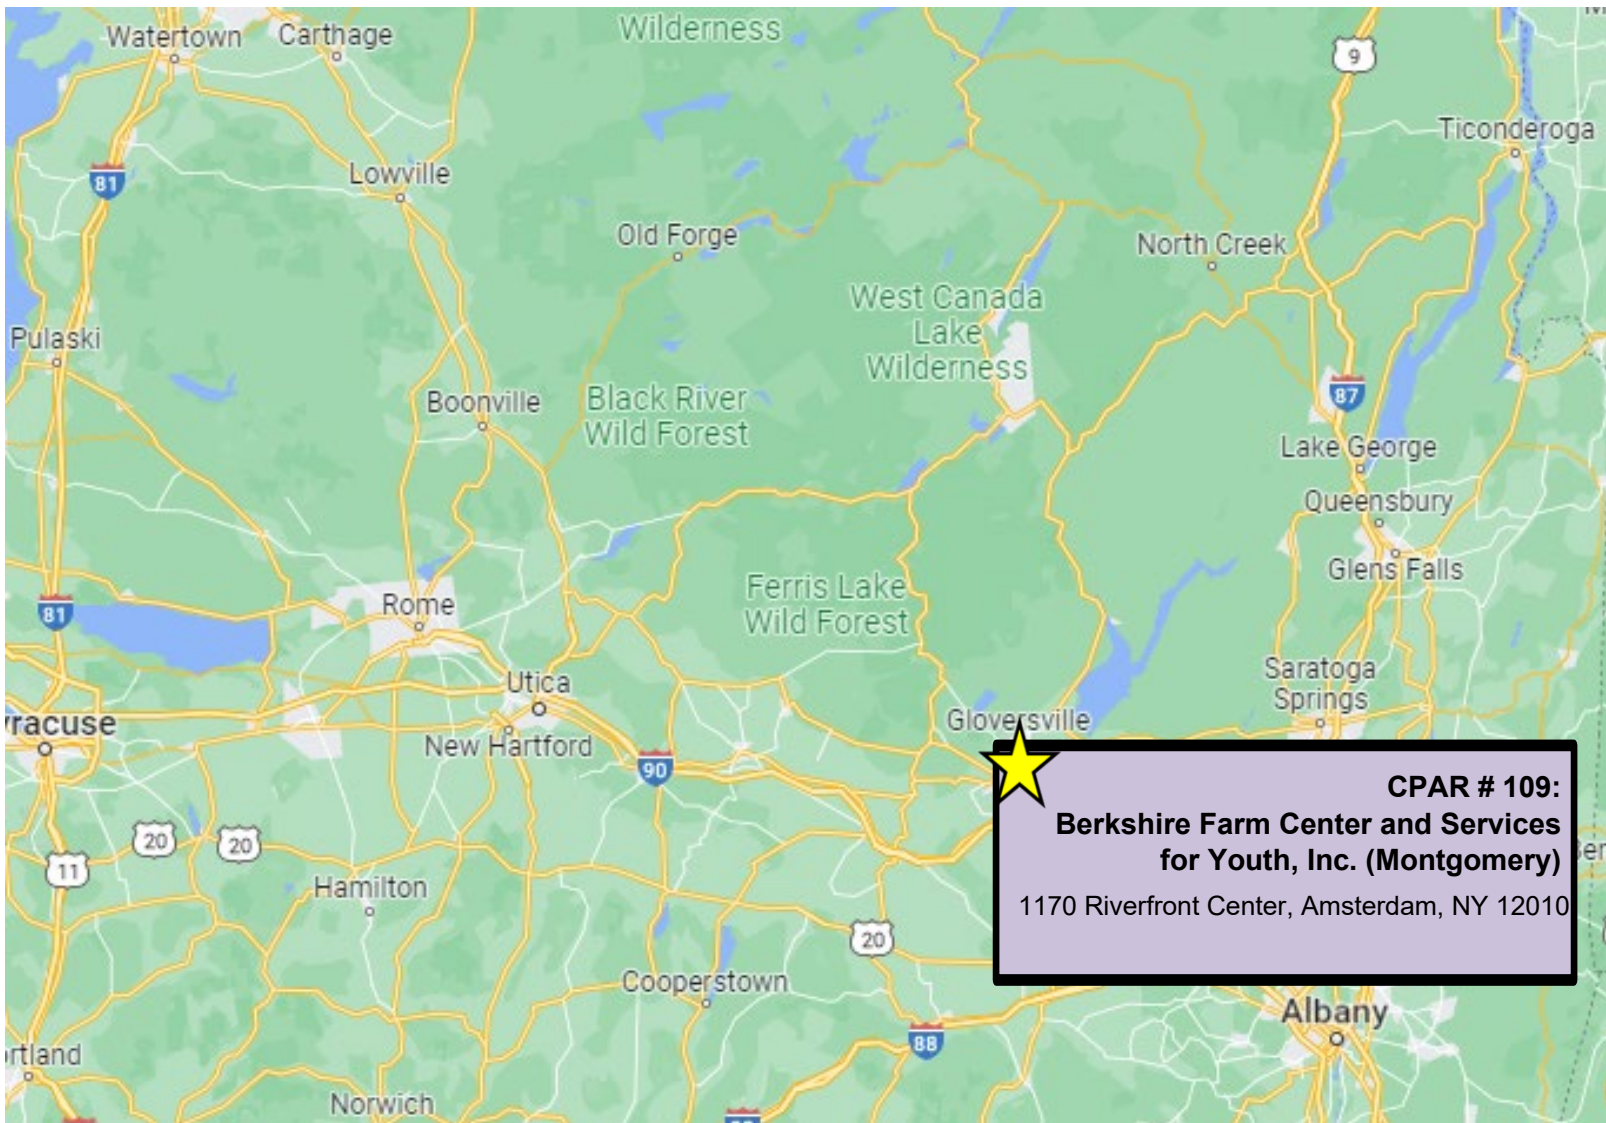 Wilderness
Watertown
Carthage
9
Ticonderoga
81
Lowville
Old Forge
North Creek
West Canada
Lake
Wilderness
Pulaski
Boonville
Black River
Wild Forest
87
Lake George
Queensbury
Glens Falls
Ferris Lake
Wild Forest
81
Rome
Utica
Saratoga
Springs
Gloversville
yracuse
New Hartford
90
CPAR # 109:
Berkshire Farm Center and Services
for Youth, Inc. (Montgomery)
1170 Riverfront Center, Amsterdam, NY 12010
Ber
20
20
11
Hamilton
20
Cooperstown
Albany
88
ortland
Norwich